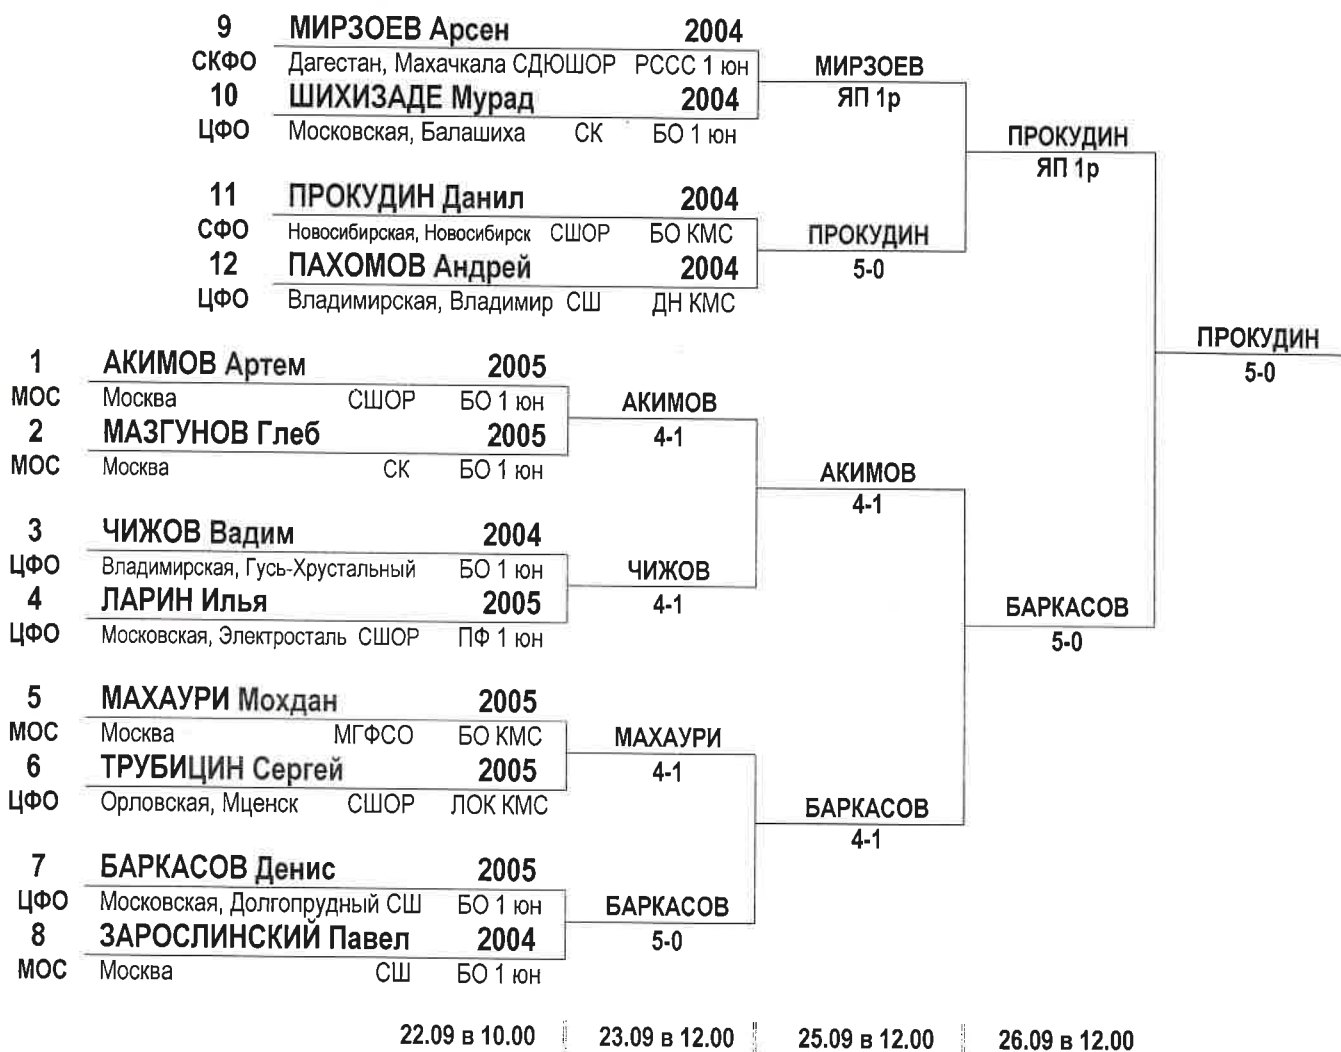 9 МИРЗОЕВ Арсен 2004
СКФО Дагестан, Махачкала СДЮШОР РССС 1 юн МИРЗОЕВ
10 ШИХИЗАДЕ Мурад 2004 ЯП 1р
ЦФО Московская, Балашиха СК БО 1 юн ПРОКУДИН
ЯП 1р
11 ПРОКУДИН Данил 2004
СФО Новосибирская, Новосибирск СШОР БО КМС ПРОКУДИН
12 ПАХОМОВ Андрей 2004 5-0
ЦФО Владимирская, Владимир СШ ДН КМС
ПРОКУДИН
1 АКИМОВ Артем 2005 5-0
МОС Москва СШОР БО 1 юн АКИМОВ
2 МАЗГУНОВ Глеб 2005 4-1
МОС Москва СК БО 1 юн АКИМОВ
4-1
3 ЧИЖОВ Вадим 2004
ЦФО Владимирская, Гусь-Хрустальный БО 1 юн ЧИЖОВ
4 ЛАРИН Илья 2005 4-1 БАРКАСОВ
ЦФО Московская, Электросталь СШОР ПФ 1 юн 5-0
5 МАХАУРИ Мохдан 2005
МОС Москва МГФСО БО КМС МАХАУРИ
6 ТРУБИЦИН Сергей 2005 4-1
ЦФО Орловская, Мценск СШОР ЛОК КМС БАРКАСОВ
4-1
7 БАРКАСОВ Денис 2005
ЦФО Московская, Долгопрудный СШ БО 1 юн БАРКАСОВ
8 ЗАРОСЛИНСКИЙ Павел 2004 5-0
МОС Москва СШ БО 1 юн
22.09 в 10.00 23.09 в 12.00 25.09 в 12.00 26.09 в 12.00